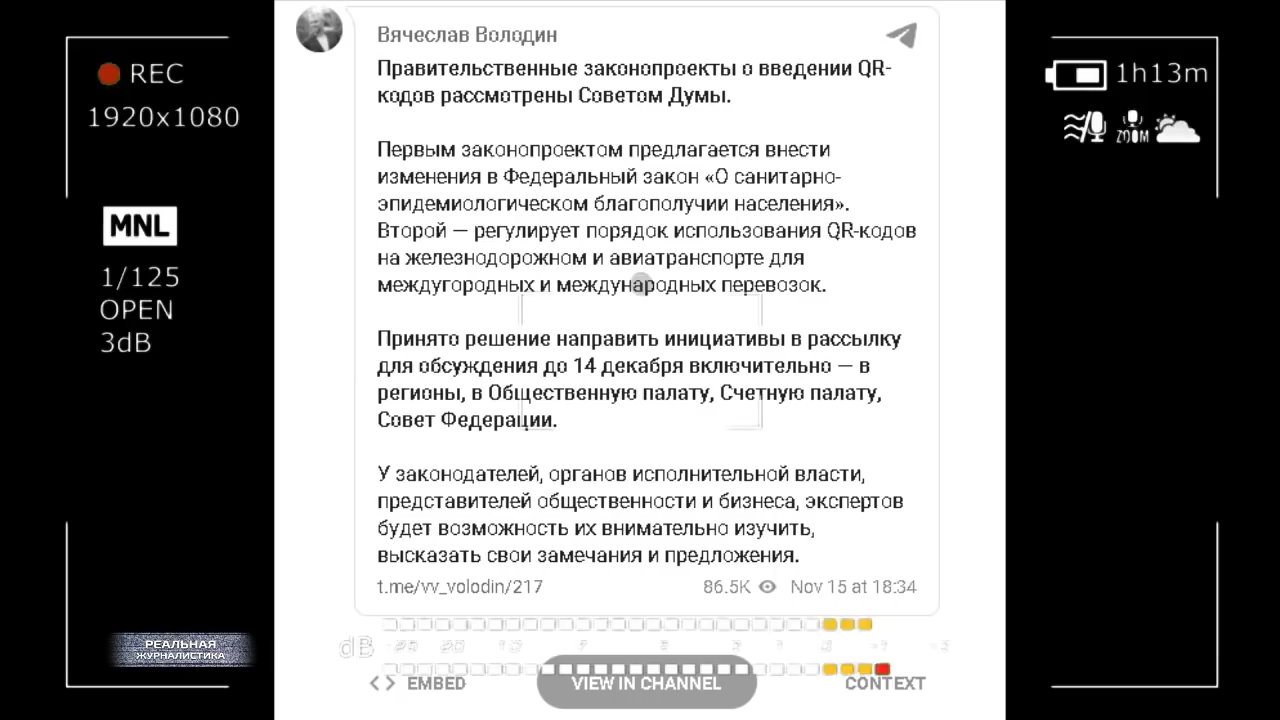 REC
1920x1080
MNL
1/125
OPEN
3dB
РЕАЛЬНАЯ
ЖУРНАЛИСТИКА
Вячеслав Володин
Правительственные законопроекты о введении QR-
кодов рассмотрены Советом Думы.
Первым законопроектом предлагается внести
изменения в Федеральный закон «О санитарно-
эпидемиологическом благополучии населения».
Второй — регулирует порядок использования QR-кодов
на железнодорожном и авиатранспорте для
междугородных и международных перевозок.
Принято решение направить инициативы в рассылку
для обсуждения до 14 декабря включительно — в
регионы, в Общественную палату, Счетную палату,
Совет Федерации.
У законодателей, органов исполнительной власти,
представителей общественности и бизнеса, экспертов
будет возможность их внимательно изучить,
высказать свои замечания и предложения.
t.me/vv_volodin/217 86.5K Nov 15 at 18:34
dB
EMBED VIEW IN CHANNEL CONTEXT
1h13m
ZOOM